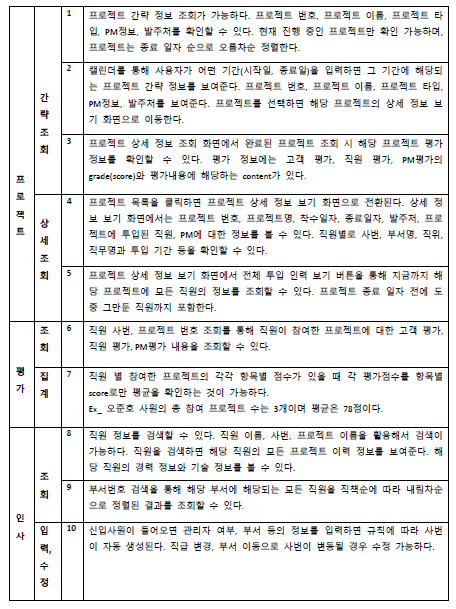 프로젝트
간략조회
1
프로젝트 간략 정보 조회가 가능하다. 프로젝트 번호, 프로젝트 이름, 프로젝트 타
입, PM정보, 발주처를 확인할 수 있다. 현재 진행 중인 프로젝트만 확인 가능하며,
프로젝트는 종료 일자 순으로 오름차순 정렬한다.
2
캘린더를 통해 사용자가 어떤 기간(시작일, 종료일)을 입력하면 그 기간에 해당되
는 프로젝트 간략 정보를 보여준다. 프로젝트 번호, 프로젝트 이름, 프로젝트 타입,
PM정보, 발주처를 보여준다. 프로젝트를 선택하면 해당 프로젝트의 상세 정보 보
기 화면으로 이동한다.
3
프로젝트 상세 정보 조회 화면에서 완료된 프로젝트 조회 시 해당 프로젝트 평가
정보를 확인할 수 있다. 평가 정보에는 고객 평가, 직원 평가, PM평가의
grade(score)와 평가내용에 해당하는 content가 있다.
상세조회
4
프로젝트 목록을 클릭하면 프로젝트 상세 정보 보기 화면으로 전환된다. 상세 정
보 보기 화면에서는 프로젝트 번호, 프로젝트명, 착수일자, 종료일자, 발주처, 프로
젝트에 투입된 직원, PM에 대한 정보를 볼 수 있다. 직원별로 사번, 부서명, 직위,
직무명과 투입 기간 등을 확인할 수 있다.
5
프로젝트 상세 정보 보기 화면에서 전체 투입 인력 보기 버튼을 통해 지금까지 해
당 프로젝트에 모든 직원의 정보를 조회할 수 있다. 프로젝트 종료 일자 전에 도
중 그만둔 직원까지 포함한다.
평가
조회
6
직원 사번, 프로젝트 번호 조회를 통해 직원이 참여한 프로젝트에 대한 고객 평가,
직원 평가, PM평가 내용을 조회할 수 있다.
집계
7
직원 별 참여한 프로젝트의 각각 항목별 점수가 있을 때 각 평가점수를 항목별
score로만 평균을 확인하는 것이 가능하다.
Ex_ 오준호 사원의 총 참여 프로젝트 수는 3개이며 평균은 78점이다.
인사
조회
8
직원 정보를 검색할 수 있다. 직원 이름, 사번, 프로젝트 이름을 활용해서 검색이
가능하다. 직원을 검색하면 해당 직원의 모든 프로젝트 이력 정보를 보여준다. 해
당 직원의 경력 정보와 기술 정보를 볼 수 있다.
9
부서번호 검색을 통해 해당 부서에 해당되는 모든 직원을 직책순에 따라 내림차순
으로 정렬된 결과를 조회할 수 있다.
입력,수정
10
신입사원이 들어오면 관리자 여부, 부서 등의 정보를 입력하면 규칙에 따라 사번
이 자동 생성된다. 직급 변경, 부서 이동으로 사번이 변동될 경우 수정 가능하다.